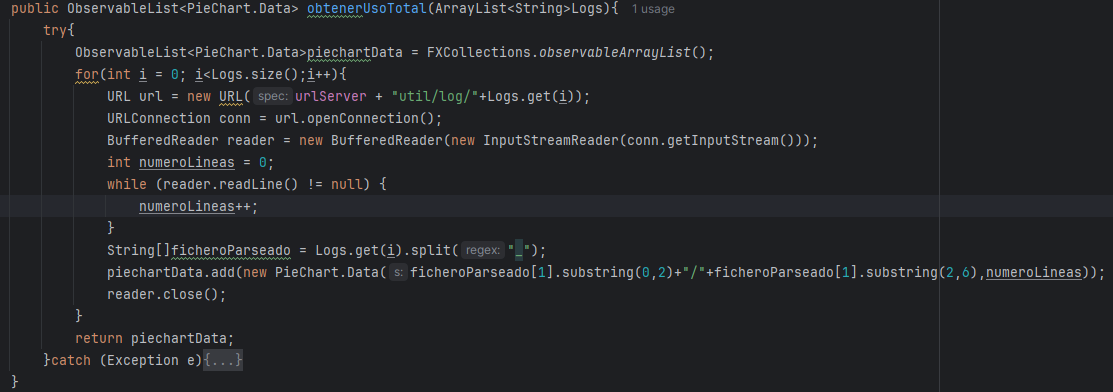 public ObservableList<PieChart.Data> obtenerUsoTotal(ArrayList<String>Logs){ 1 usage
try{
ObservableList<PieChart.Data>piechartData = FXCollections.observableArrayList();
for(int i = 0; i<Logs.size();i++){
URL url = new URL( spec: urlServer + "util/log/"+Logs.get(i));
URLConnection conn = url.openConnection();
BufferedReader reader = new BufferedReader(new InputStreamReader(conn.getInputStream()));
int numeroLineas = 0;
while (reader.readLine() != null) {
numeroLineas++;
}
String[]ficheroParseado = Logs.get(i).split( regex: "_");
piechartData.add(new PieChart.Data( s: ficheroParseado[1].substring(0,2)+"/"+ficheroParseado[1].substring(2,6),numeroLineas));
reader.close();
}
return piechartData;
}catch (Exception e){...}
}